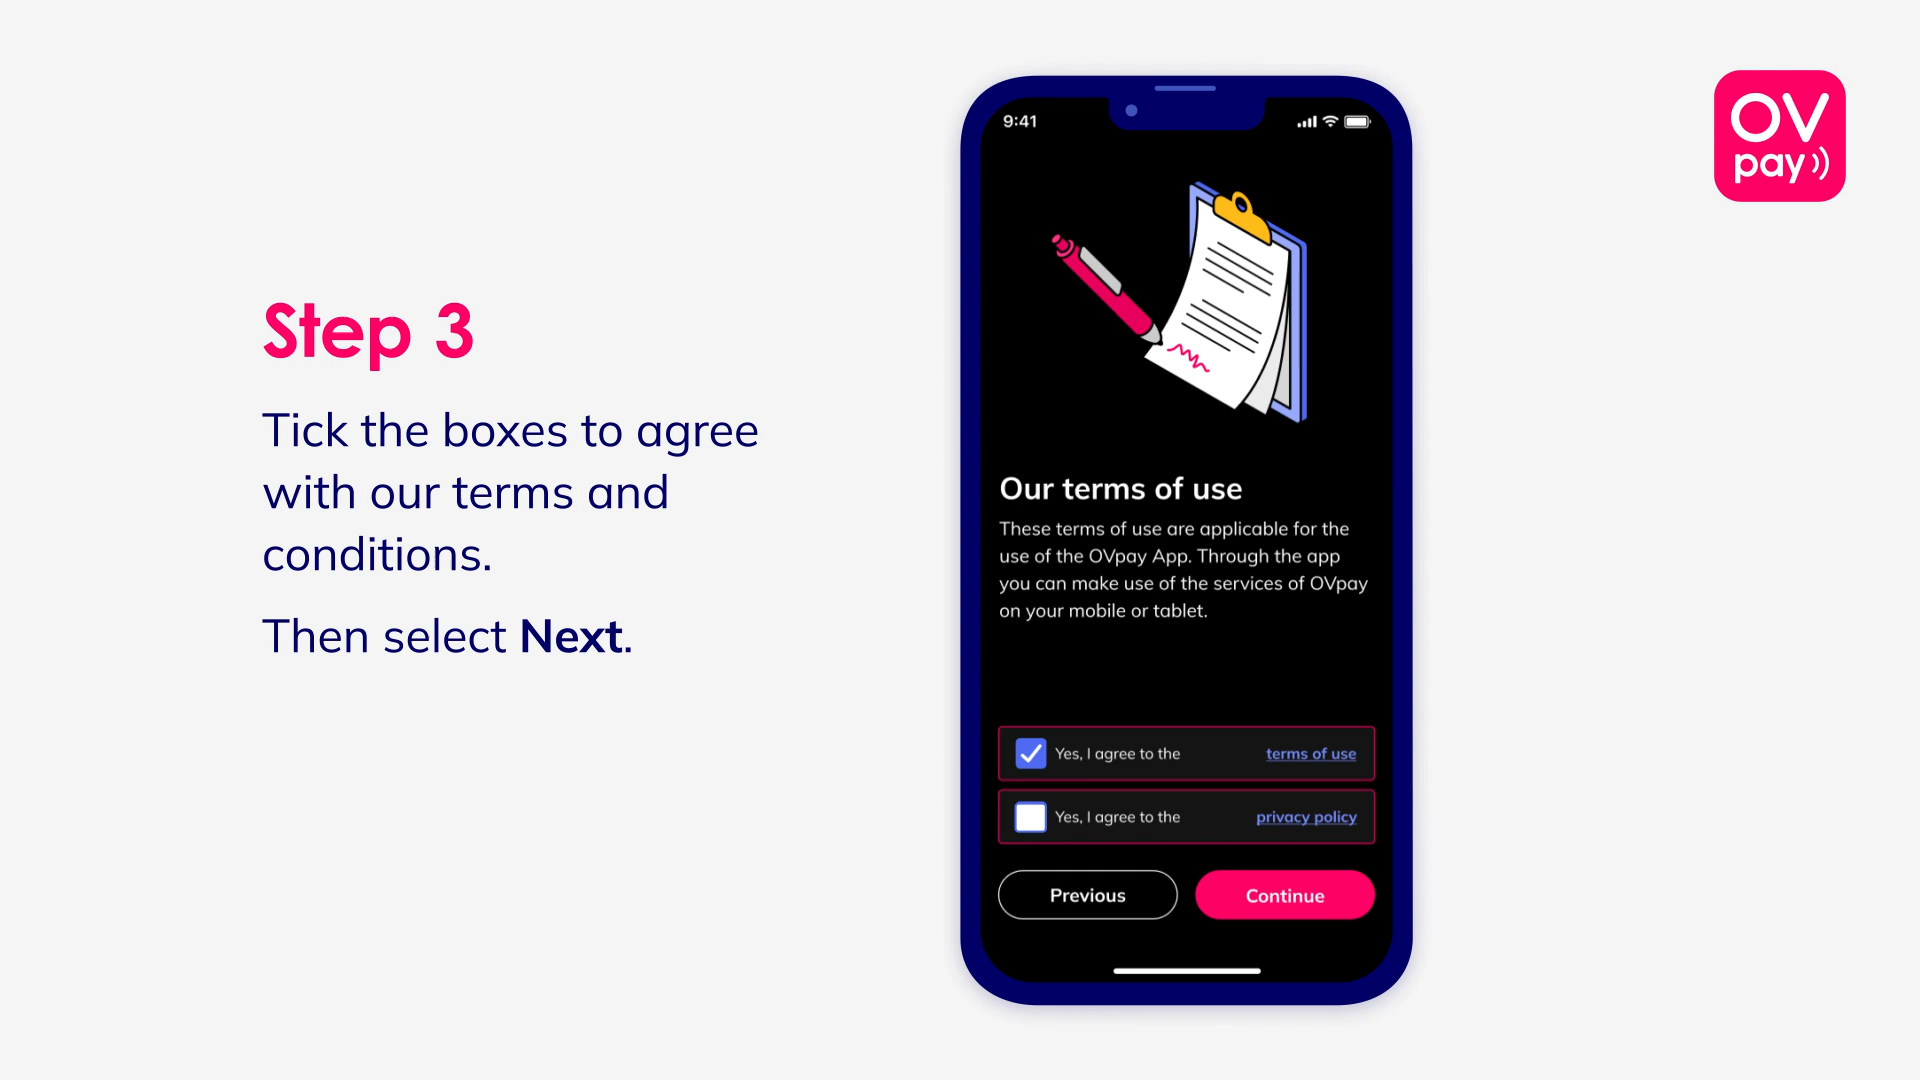 OV
pay
Step 3
Tick the boxes to agree
with our terms and
conditions.
Then select Next.
9:41
Our terms of use
These terms of use are applicable for the
use of the OVpay App. Through the app
you can make use of the services of OVpay
on your mobile or tablet.
Yes, I agree to the terms of use
Yes, I agree to the privacy policy
Previous
Continue